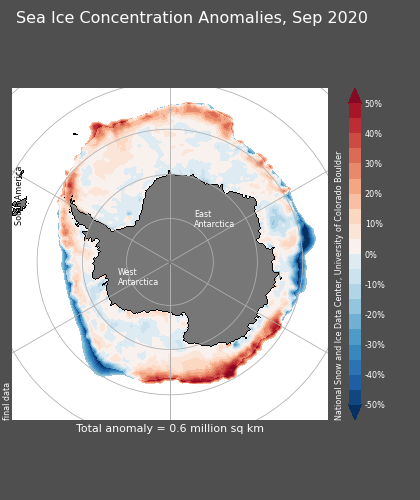 Sea Ice Concentration Anomalies, Sep 2020
South America
East
Antarctica
West
Antarctica
50%
40%
30%
20%
10%
0%
-10%
-20%
-30%
-40%
-50%
National Snow and Ice Data Center, University of Colorado Boulder
final data
Total anomaly = 0.6 million sq km